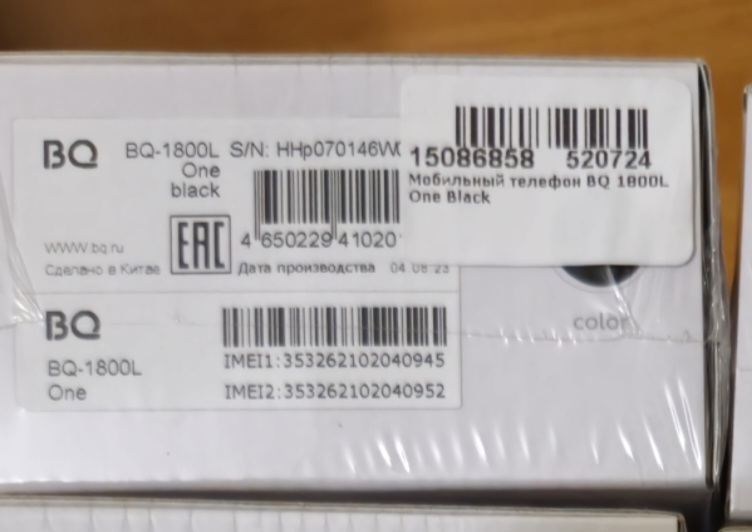 BQ
BQ-1800L S/N: HHp070146W
One
black
4 650229 41020
ЕАС
www.bq.ru
Сделано в Китае
Дата производства 04.08.23
15086858 520724
Мобильный телефон BQ 1800L
One Black
color
BQ
BQ-1800L
One
IMEI1:353262102040945
IMEI2:353262102040952